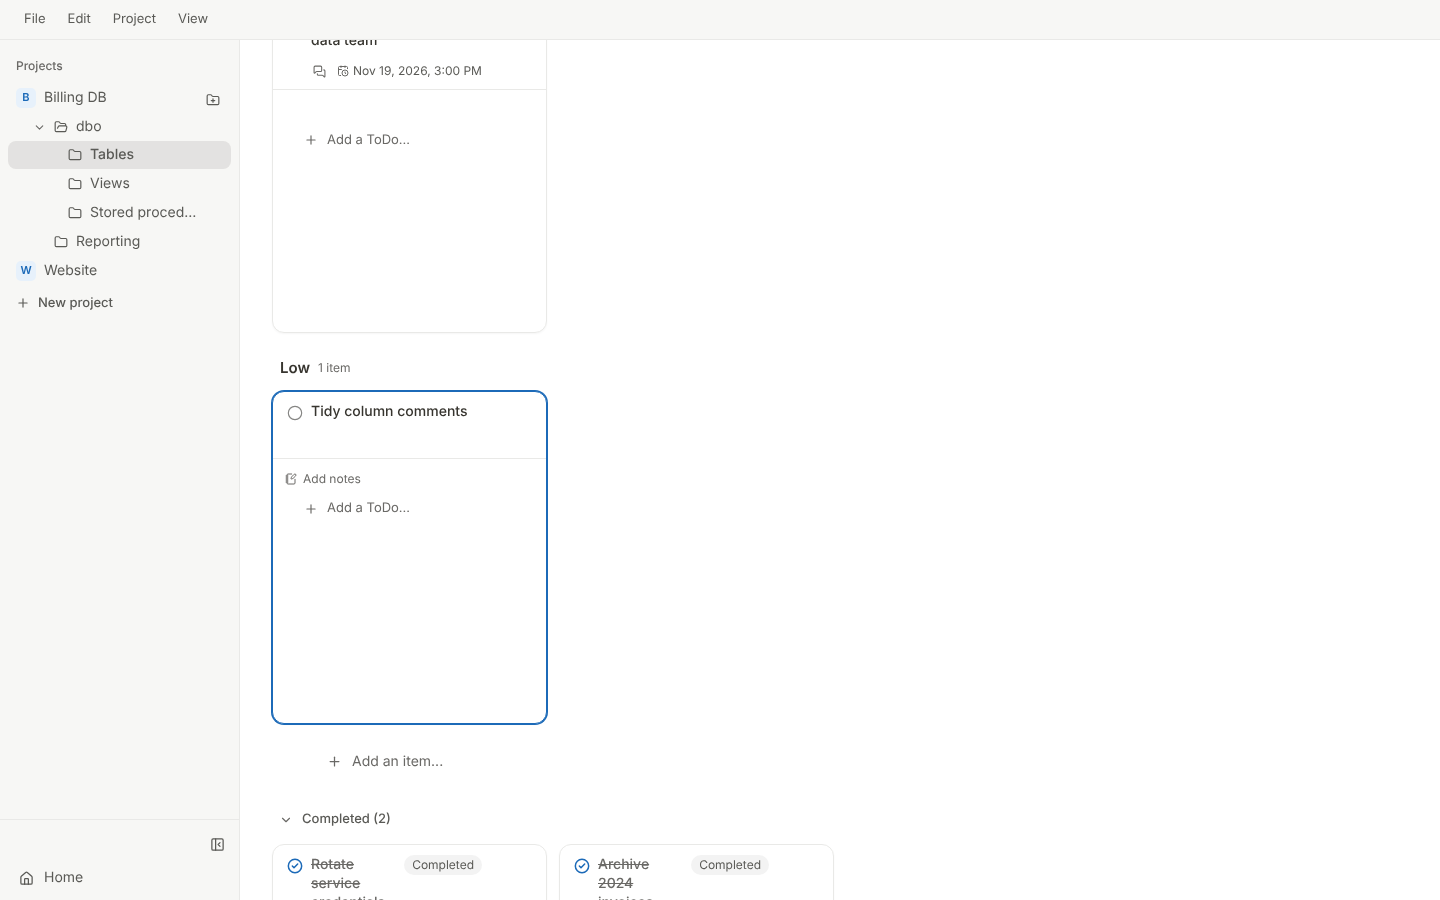 File Edit Project View
Projects
B Billing DB
dbo
Tables
Views
Stored proced...
Reporting
W Website
New project
Home
data team
Nov 19, 2026, 3:00 PM
Add a ToDo...
Low 1 item
Tidy column comments
Add notes
Add a ToDo...
Add an item...
Completed (2)
Rotate service credentials
Completed
Archive 2024 invoices
Completed